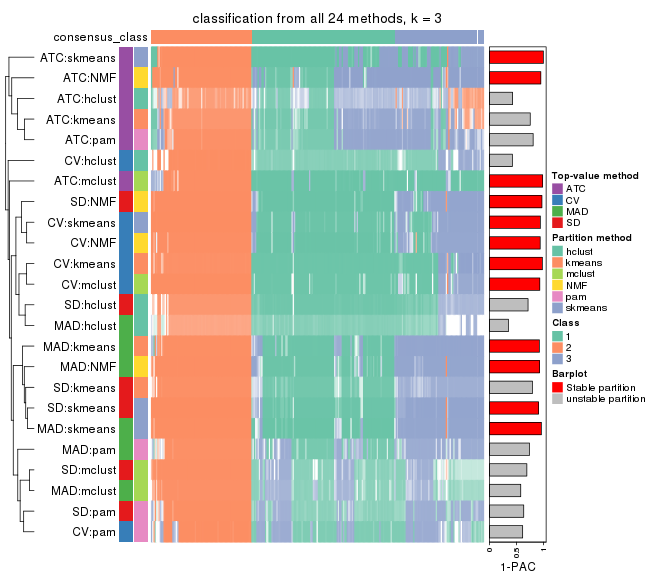 classification from all 24 methods, k = 3
consensus_class
ATC:skmeans
ATC:NMF
ATC:hclust
ATC:kmeans
ATC:pam
CV:hclust
ATC:mclust
SD:NMF
CV:skmeans
CV:NMF
CV:kmeans
CV:mclust
SD:hclust
MAD:hclust
MAD:kmeans
MAD:NMF
SD:kmeans
SD:skmeans
MAD:skmeans
MAD:pam
SD:mclust
MAD:mclust
SD:pam
CV:pam
0
0.5
1
1-PAC
Top-value method
ATC
CV
MAD
SD
Partition method
hclust
kmeans
mclust
NMF
pam
skmeans
Class
1
2
3
Barplot
Stable partition
unstable partition